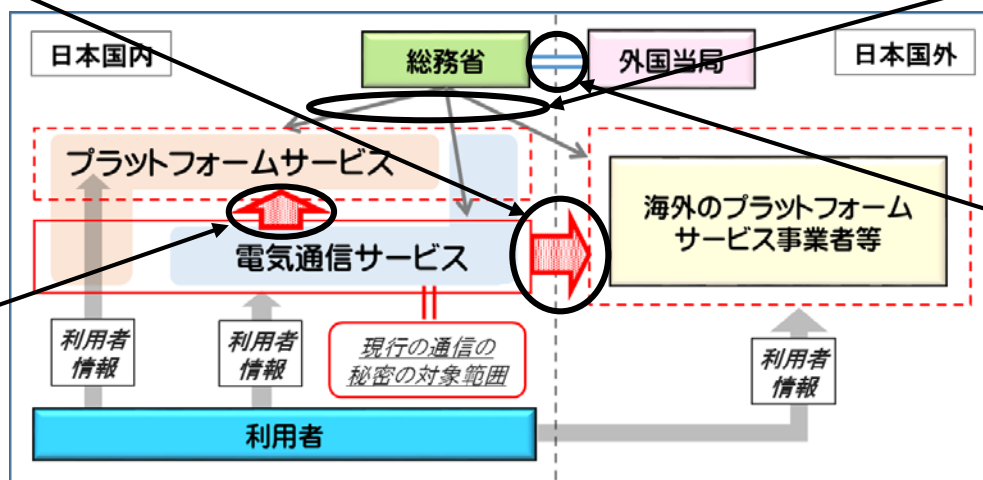 日本国内
総務省
外国当局
日本国外
プラットフォームサービス
海外のプラットフォーム
サービス事業者等
電気通信サービス
利用者
情報
利用者
情報
現行の通信の
秘密の対象範囲
利用者
情報
利用者